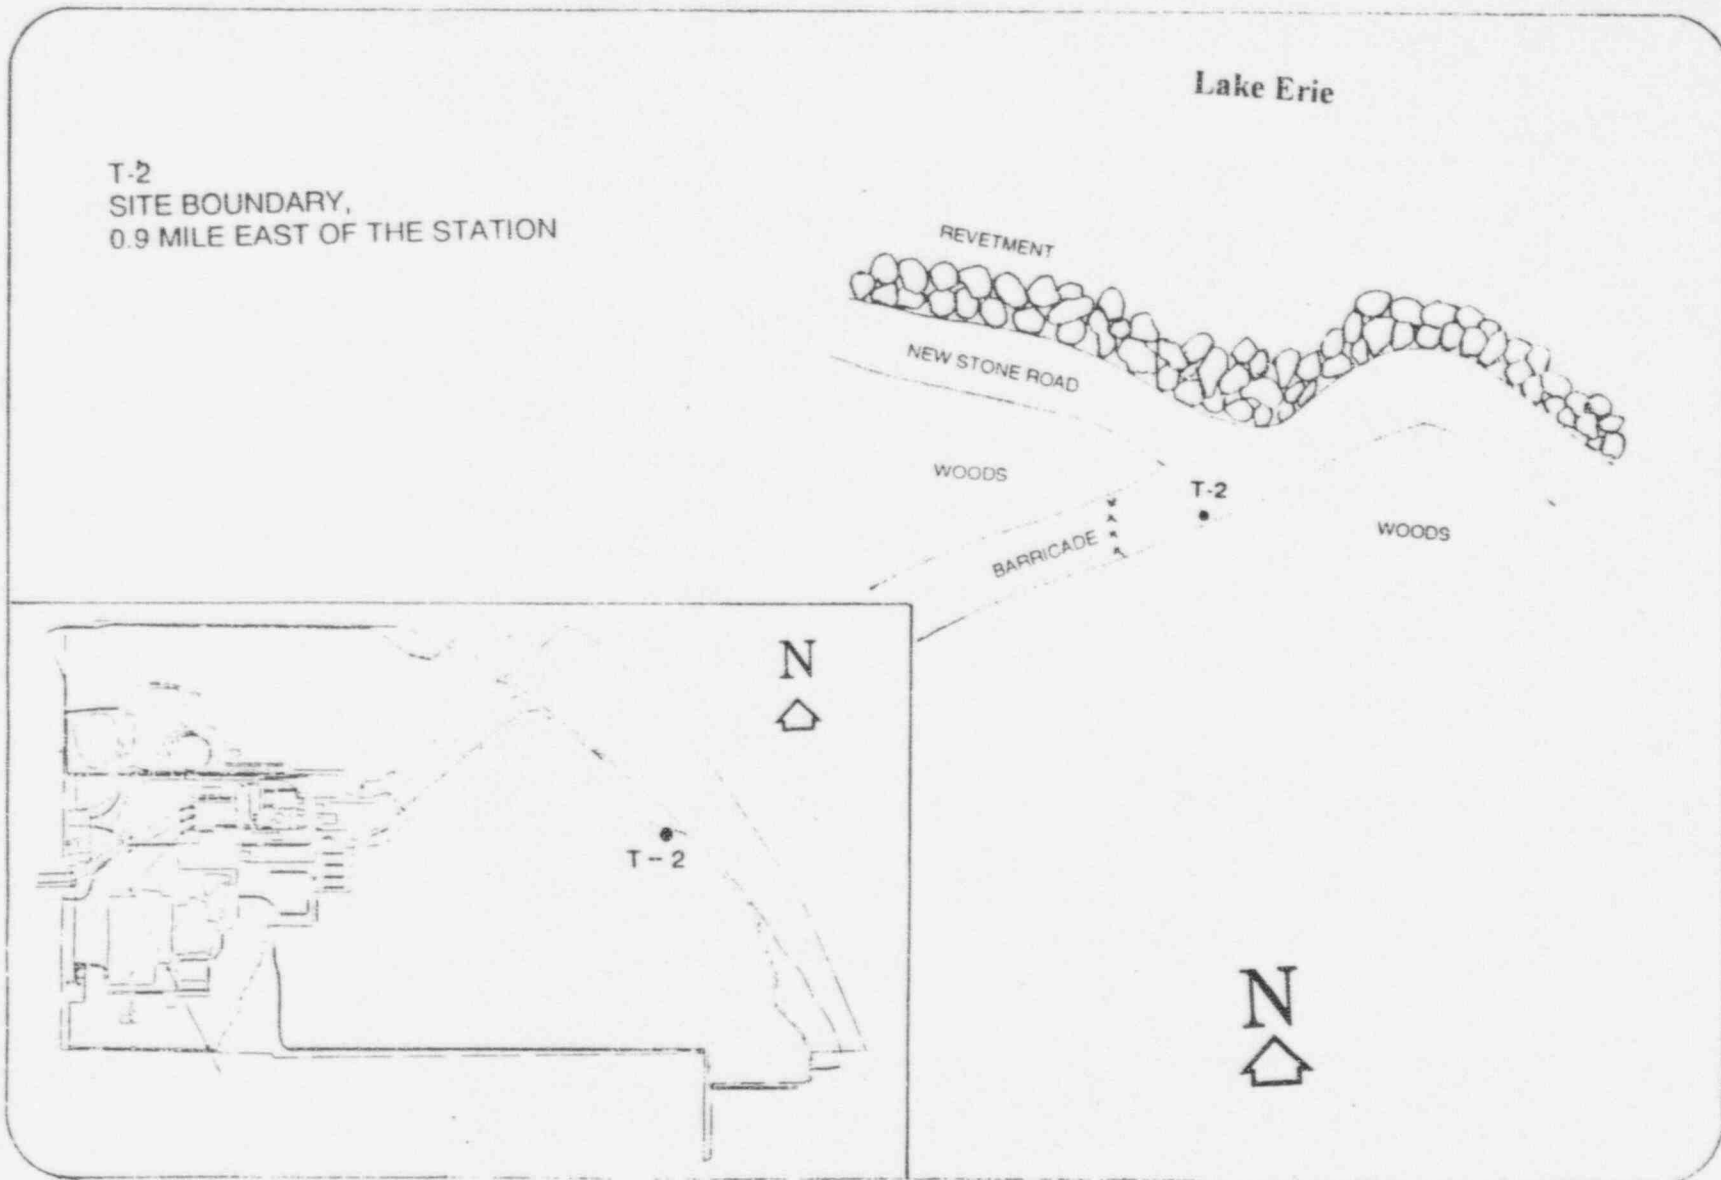 Lake Erie
T-2
SITE BOUNDARY,
0.9 MILE EAST OF THE STATION
REVETMENT
NEW STONE ROAD
WOODS
T-2
WOODS
BARRICADE
N
T-2
N